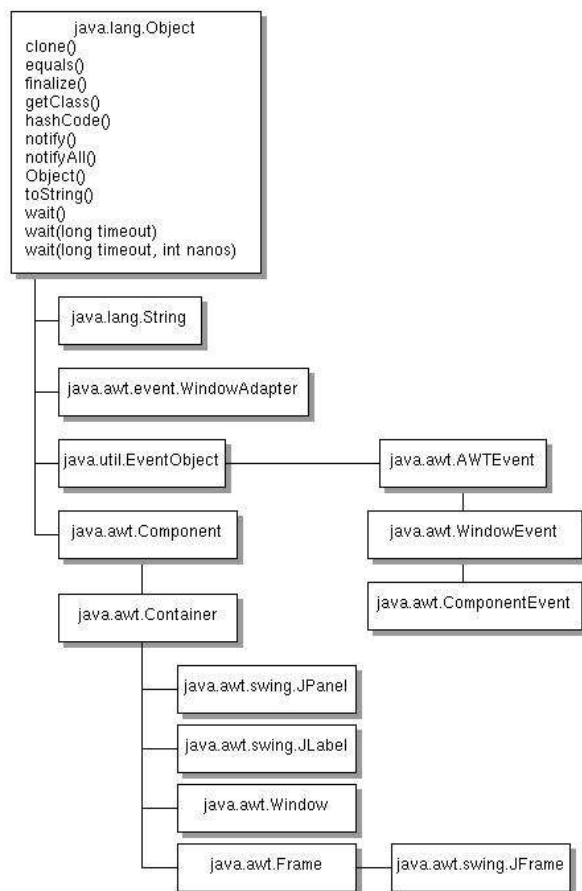 java.lang.Object
clone()
equals()
finalize()
getClass()
hashCode()
notify()
notifyAll()
Object()
toString()
wait()
wait(long timeout)
wait(long timeout, int nanos)
java.lang.String
java.awt.event.WindowAdapter
java.util.EventObject
java.awt.AWTEvent
java.awt.Component
java.awt.WindowEvent
java.awt.Container
java.awt.ComponentEvent
java.awt.swing.JPanel
java.awt.swing.JLabel
java.awt.Window
java.awt.Frame
java.awt.swing.JFrame